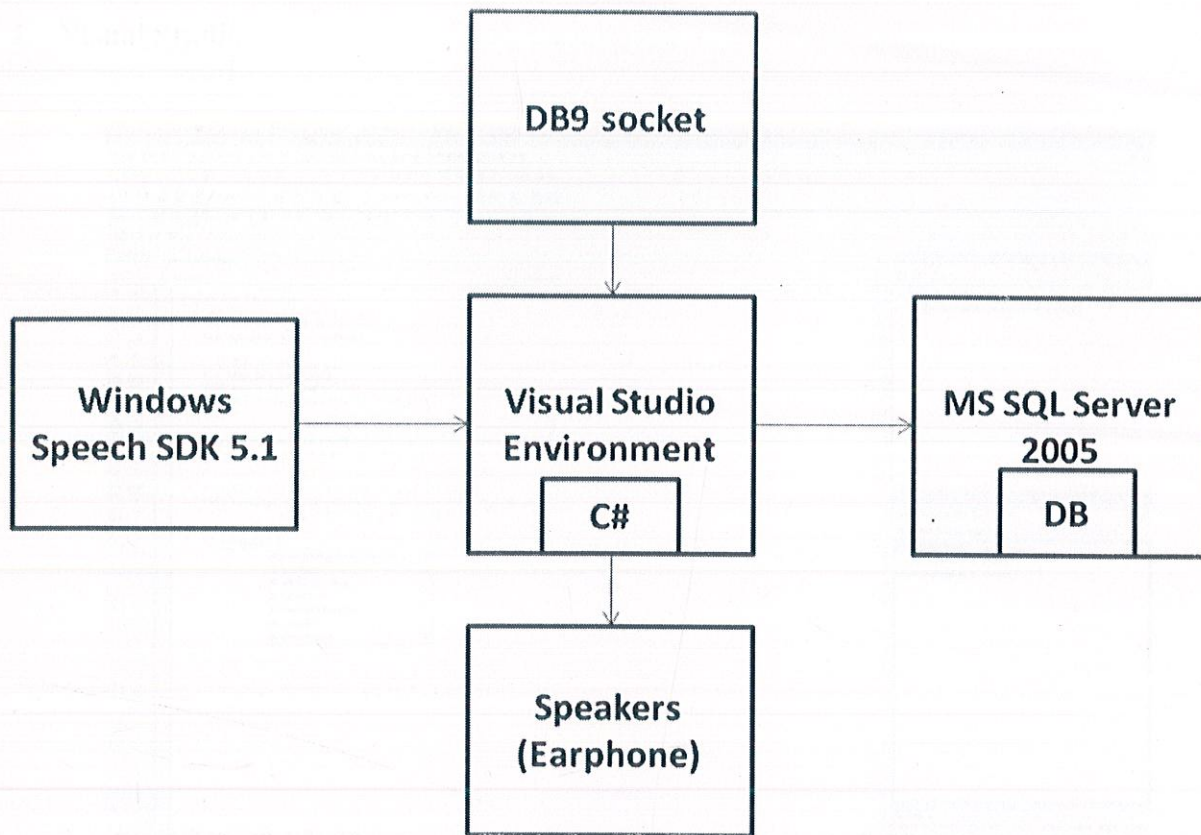 DB9 socket
Windows
Speech SDK 5.1
Visual Studio
Environment
C#
MS SQL Server
2005
DB
Speakers
(Earphone)